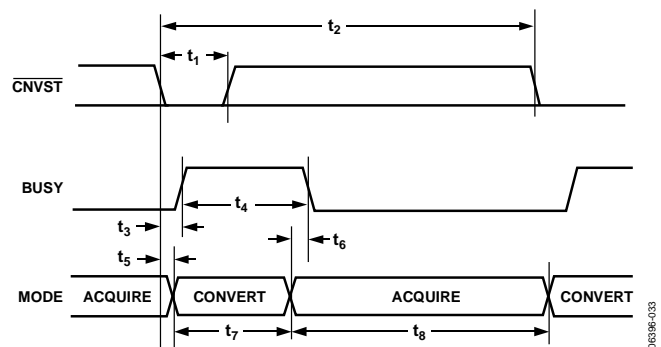 t2
t1
CNVST
BUSY
t4
t3
t6
t5
MODE ACQUIRE CONVERT ACQUIRE CONVERT
t7 t8
06396-033